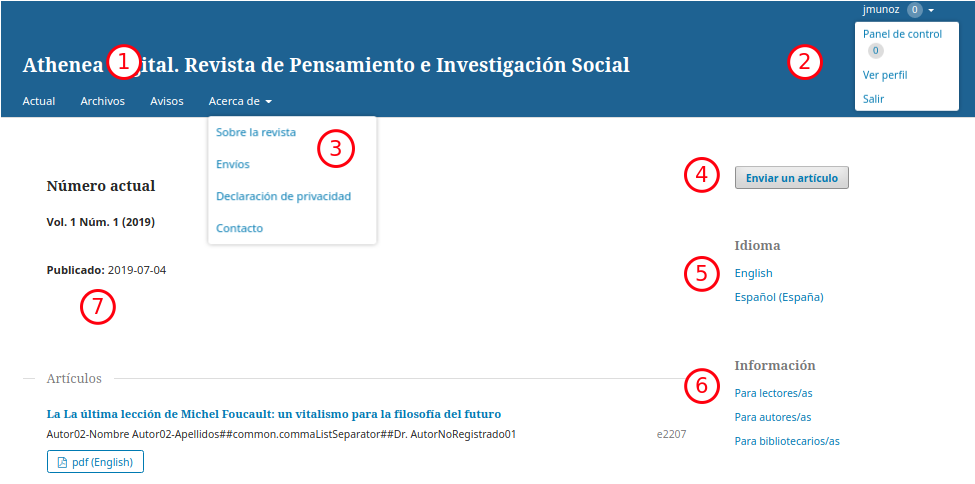 jmunoz 0
Panel de control
0
Ver perfil
Salir
2
Athenea gital. Revista de Pensamiento e Investigación Social
1
Actual Archivos Avisos Acerca de
Sobre la revista
Envíos
Declaración de privacidad
Contacto
3
Número actual
Vol. 1 Núm. 1 (2019)
Publicado: 2019-07-04
7
Artículos
La La última lección de Michel Foucault: un vitalismo para la filosofía del futuro
Autor02-Nombre Autor02-Apellidos##common.commaListSeparator##Dr. AutorNoRegistrado01 e2207
pdf (English)
4
Enviar un artículo
Idioma
5
English
Español (España)
Información
6
Para lectores/as
Para autores/as
Para bibliotecarios/as